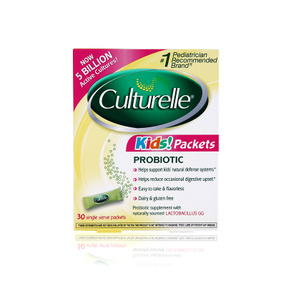 NOW
5 BILLION
Active Cultures!
#1 Pediatrician
Recommended
Brand
Culturelle®
Kids! Packets
PROBIOTIC
• Helps support kids' natural defense systems*
• Helps reduce occasional digestive upset*
• Easy to take & flavorless
• Dairy & gluten free
Probiotic supplement with
naturally sourced LACTOBACILLUS GG
30 single serve packets